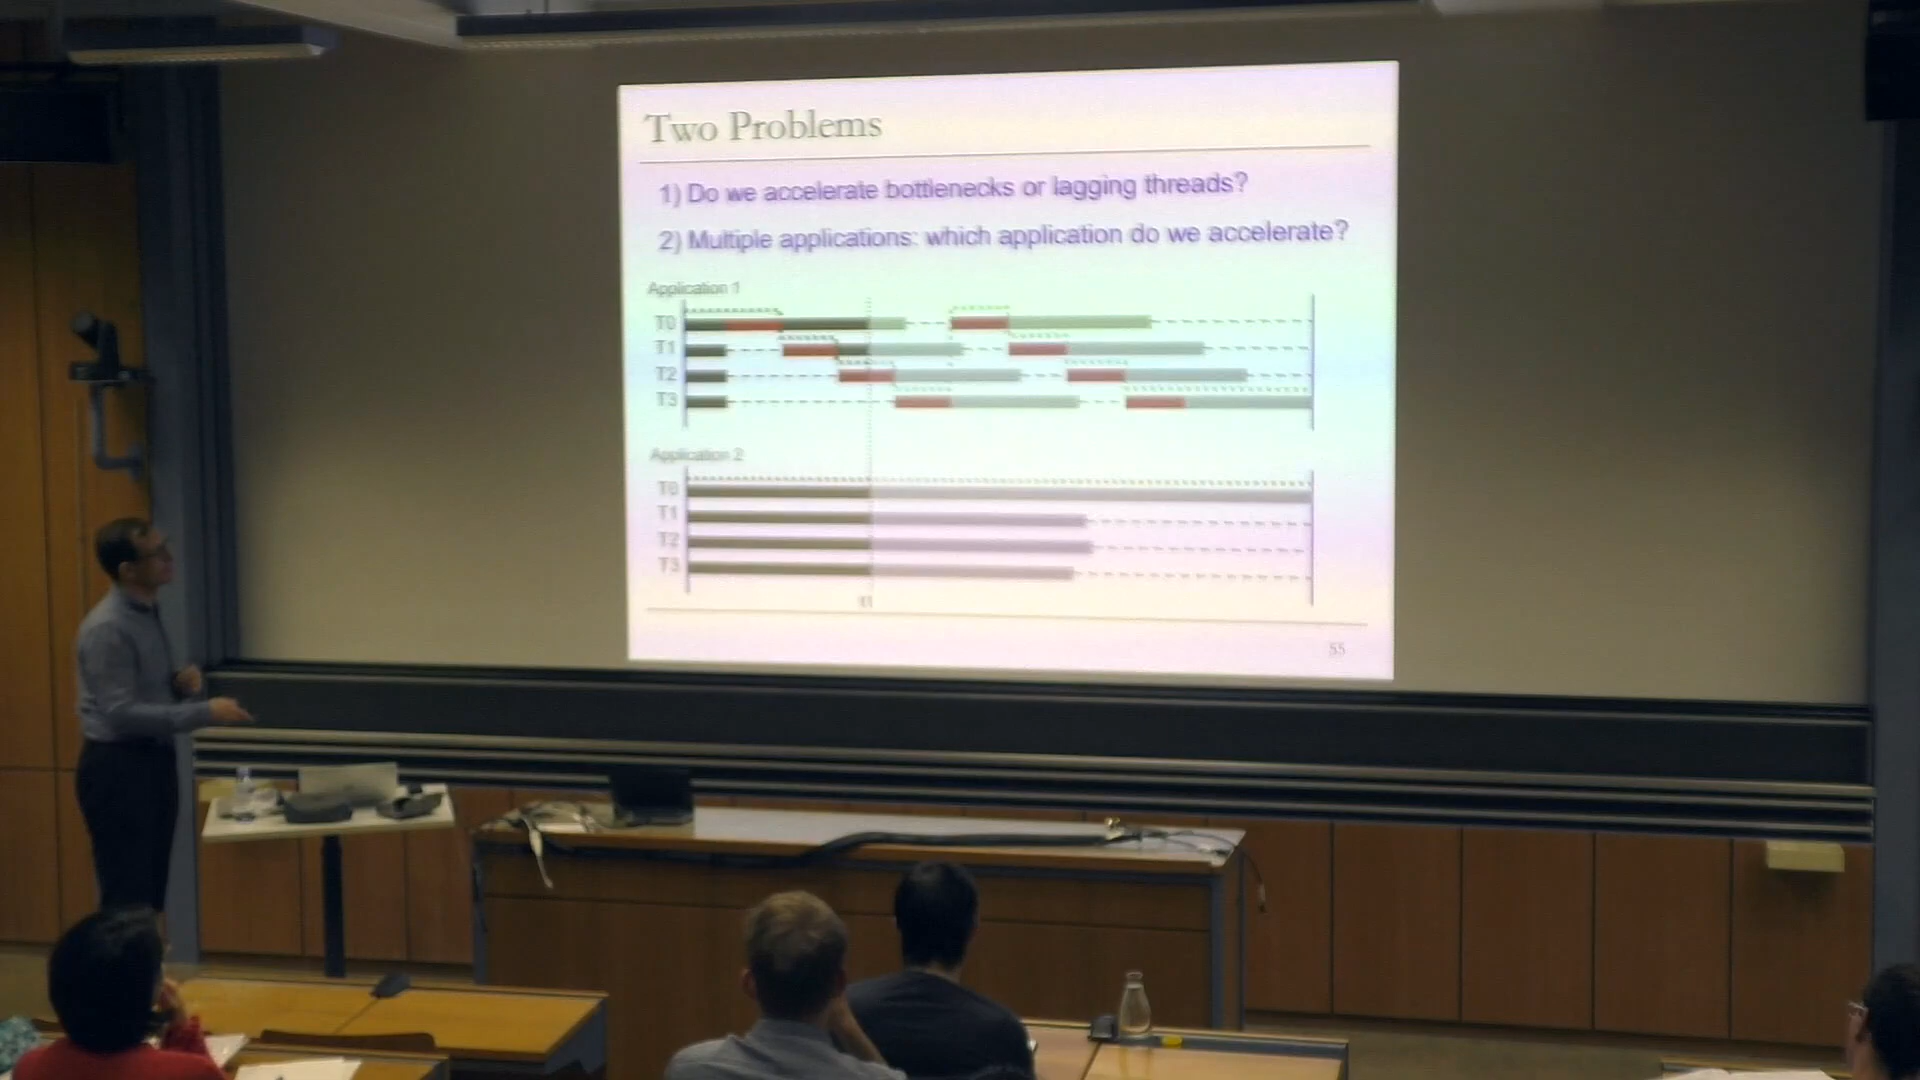 Two Problems
1) Do we accelerate bottlenecks or lagging threads?
2) Multiple applications: which application do we accelerate?
Application 1
T0
T1
T2
T3
Application 2
T0
T1
T2
T3
t1
55